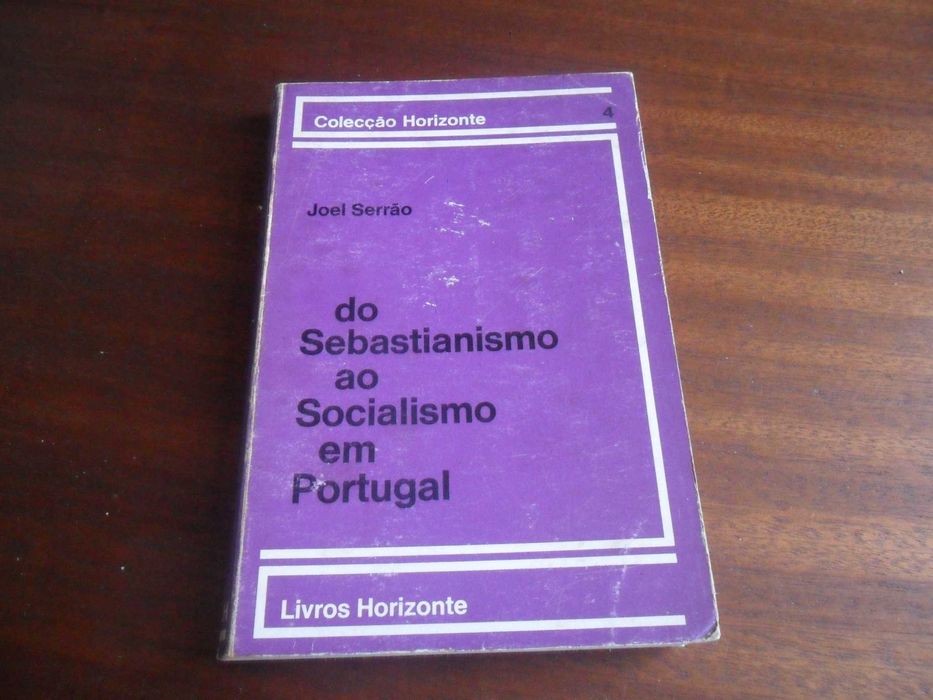 Colecção Horizonte 4
Joel Serrão
do
Sebastianismo
ao
Socialismo
em
Portugal
Livros Horizonte